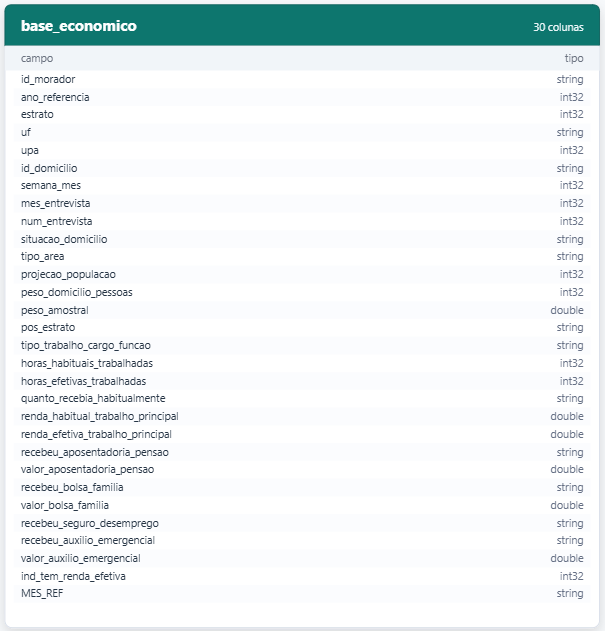 base_economico 30 colunas
campo tipo
id_morador string
ano_referencia int32
estrato int32
uf string
upa int32
id_domicilio string
semana_mes int32
mes_entrevista int32
num_entrevista int32
situacao_domicilio string
tipo_area string
projecao_populacao int32
peso_domicilio_pessoas int32
peso_amostral double
pos_estrato string
tipo_trabalho_cargo_funcao string
horas_habituais_trabalhadas int32
horas_efetivas_trabalhadas int32
quanto_recebia_habitualmente string
renda_habitual_trabalho_principal double
renda_efetiva_trabalho_principal double
recebeu_aposentadoria_pensao string
valor_aposentadoria_pensao double
recebeu_bolsa_familia string
valor_bolsa_familia double
recebeu_seguro_desemprego string
recebeu_auxilio_emergencial string
valor_auxilio_emergencial double
ind_tem_renda_efetiva int32
MES_REF string